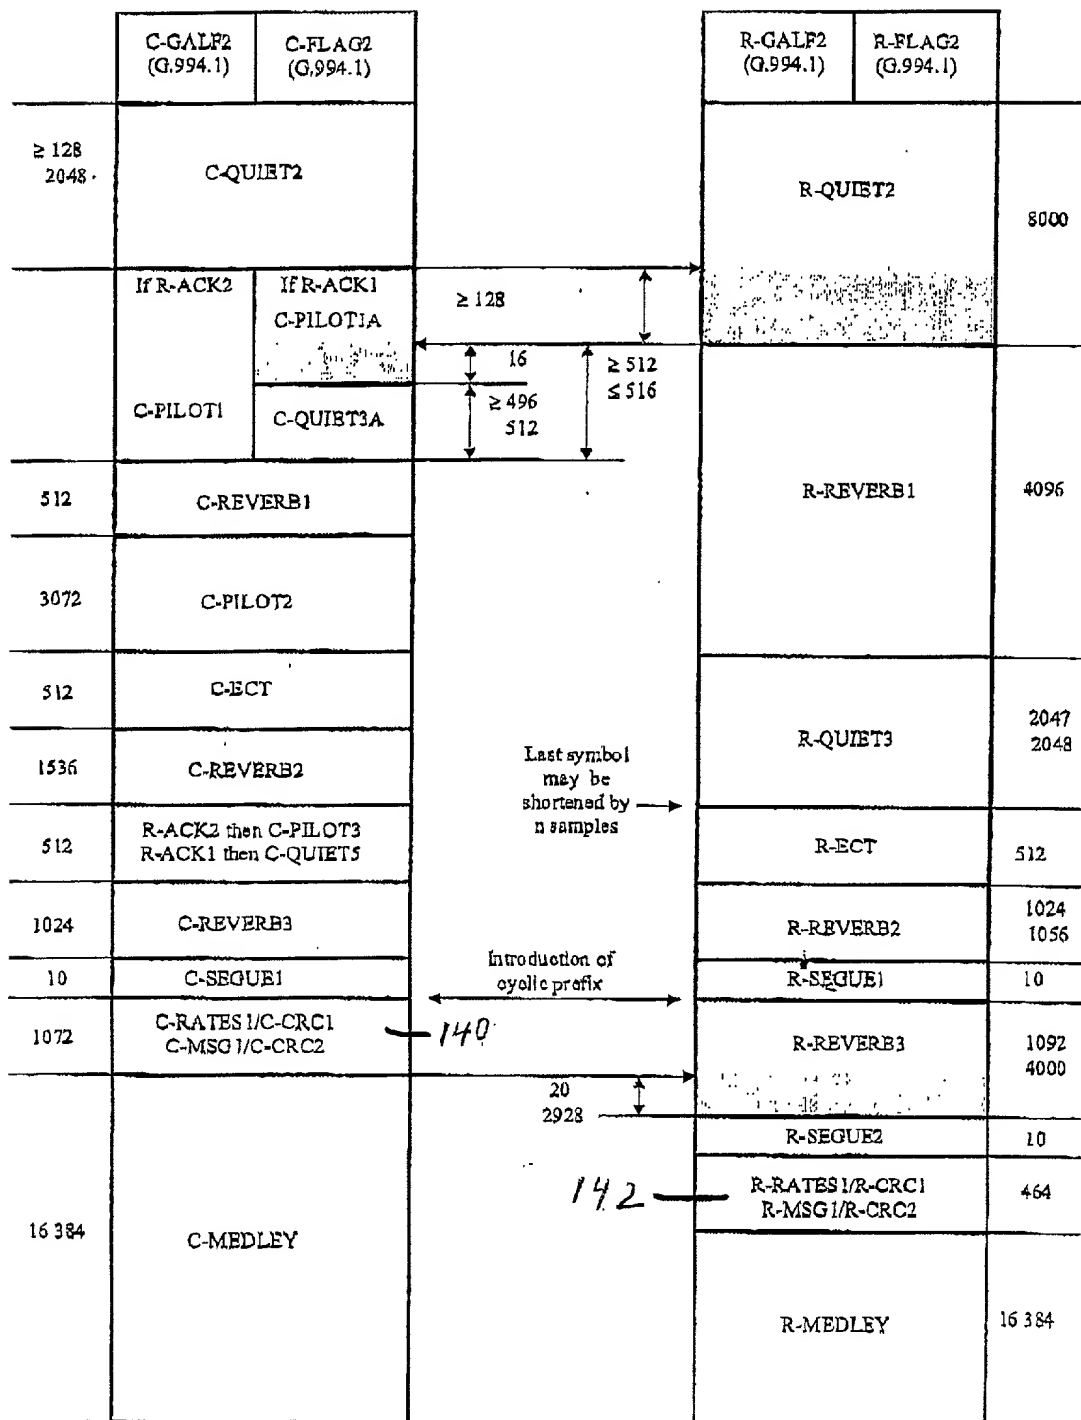 C-GALF2
(G.994.1)
C-FLAG2
(G.994.1)
R-GALF2
(G.994.1)
R-FLAG2
(G.994.1)
≥ 128
2048
C-QUIET2
R-QUIET2
8000
If R-ACK2
If R-ACK1
C-PILOT1A
≥ 128
16
≥ 512
≤ 516
C-PILOT1
C-QUIET3A
≥ 496
512
512
C-REVERB1
R-REVERB1
4096
3072
C-PILOT2
512
C-ECT
R-QUIET3
2047
2048
1536
C-REVERB2
Last symbol
may be
shortened by
n samples
512
R-ACK2 then C-PILOT3
R-ACK1 then C-QUIET5
R-ECT
512
1024
C-REVERB3
R-REVERB2
1024
1056
10
C-SEGUE1
Introduction of
cyclic prefix
R-SEGUE1
10
1072
C-RATES1/C-CRC1
C-MSG1/C-CRC2
140
R-REVERB3
1092
4000
20
2928
R-SEGUE2
10
142
R-RATES1/R-CRC1
R-MSG1/R-CRC2
464
16 384
C-MEDLEY
R-MEDLEY
16 384